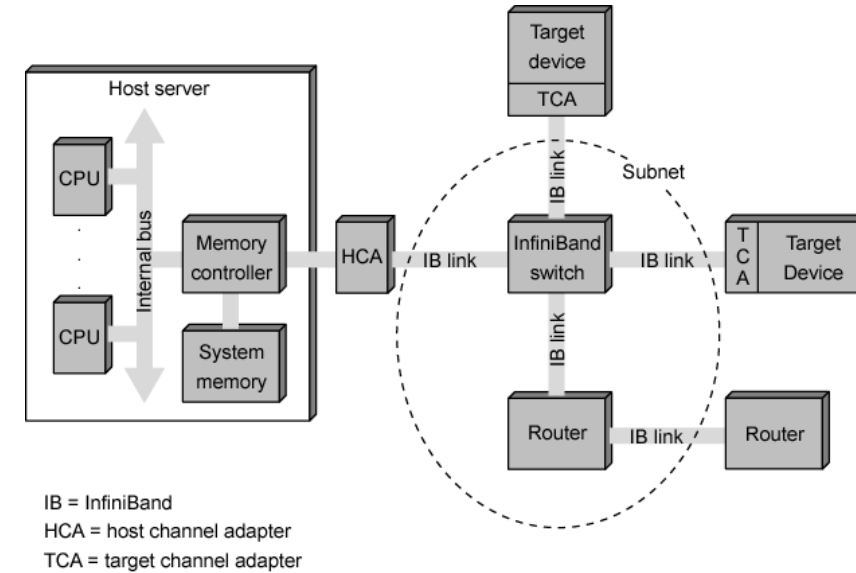 Target
device
TCA
Host server
CPU
CPU
Internal bus
Memory
controller
System
memory
HCA
IB link
IB link
Subnet
InfiniBand
switch
IB link
T
C
A
Target
Device
IB link
Router
IB link
Router
IB = InfiniBand
HCA = host channel adapter
TCA = target channel adapter